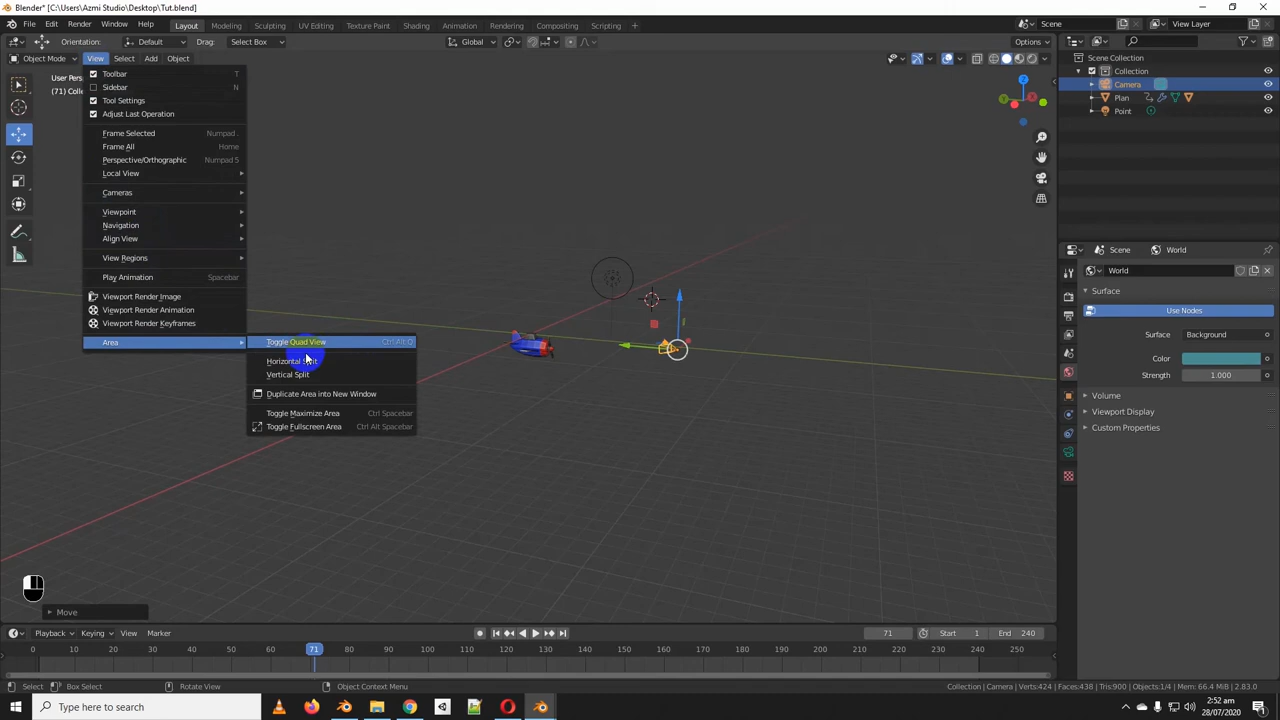 Blender* [C:\Users\Azmi Studio\Desktop\Tut.blend]
File Edit Render Window Help Layout Modeling Sculpting UV Editing Texture Paint Shading Animation Rendering Compositing Scripting + Scene View Layer
Orientation: Default Drag: Select Box Global Options
Object Mode View Select Add Object
Scene Collection
Collection
Camera
Plan
Point
User Persp
(71) Coll
Toolbar T
Sidebar N
Tool Settings
Adjust Last Operation
Frame Selected Numpad .
Frame All Home
Perspective/Orthographic Numpad 5
Local View
Cameras
Viewpoint
Navigation
Align View
View Regions
Play Animation Spacebar
Viewport Render Image
Viewport Render Animation
Viewport Render Keyframes
Area
Toggle Quad View Ctrl Alt Q
Horizontal Split
Vertical Split
Duplicate Area into New Window
Toggle Maximize Area Ctrl Spacebar
Toggle Fullscreen Area Ctrl Alt Spacebar
Scene World
World
Surface
Use Nodes
Surface Background
Color
Strength 1.000
Volume
Viewport Display
Custom Properties
Move
Playback Keying View Marker 71 Start 1 End 240
0 10 20 30 40 50 60 71 80 90 100 110 120 130 140 150 160 170 180 190 200 210 220 230 240 250
Select Box Select Rotate View Object Context Menu Collection | Camera | Verts:424 | Faces:438 | Tris:900 | Objects:1/4 | Mem: 66.4 MiB | 2.83.0
Type here to search
2:52 am
28/07/2020